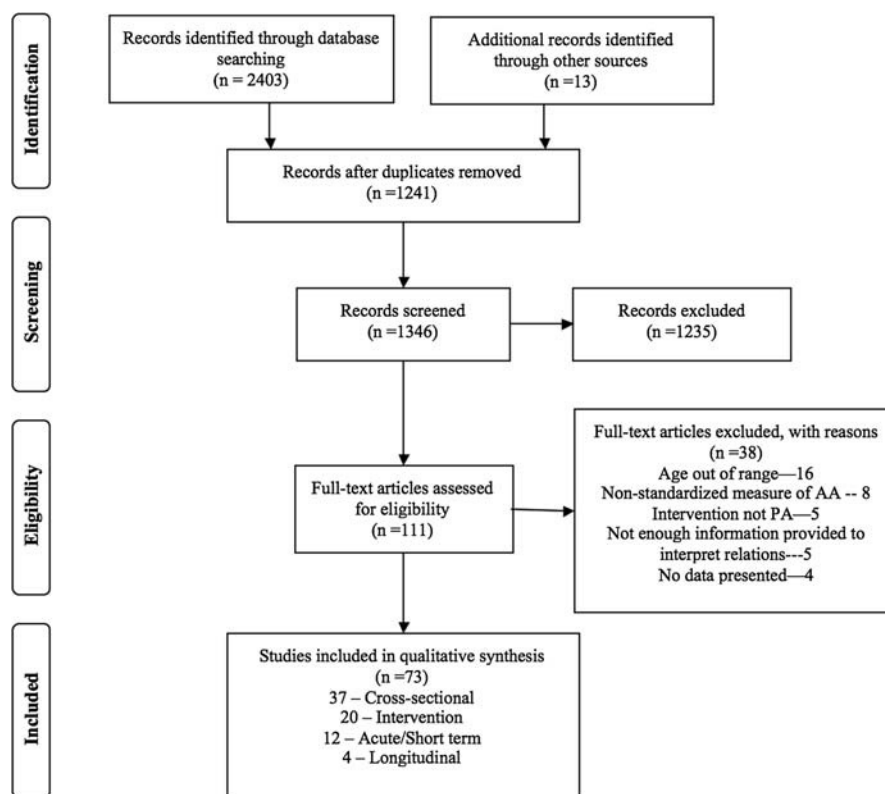 Identification
Records identified through database
searching
(n = 2403)
Additional records identified
through other sources
(n =13)
Records after duplicates removed
(n =1241)
Screening
Records screened
(n =1346)
Records excluded
(n =1235)
Eligibility
Full-text articles assessed
for eligibility
(n =111)
Full-text articles excluded, with reasons
(n =38)
Age out of range—16
Non-standardized measure of AA -- 8
Intervention not PA—5
Not enough information provided to
interpret relations---5
No data presented—4
Included
Studies included in qualitative synthesis
(n =73)
37 – Cross-sectional
20 – Intervention
12 – Acute/Short term
4 – Longitudinal